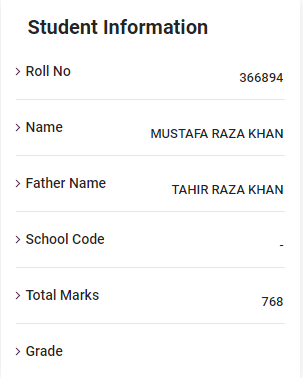 Student Information
Roll No
366894
Name
MUSTAFA RAZA KHAN
Father Name
TAHIR RAZA KHAN
School Code
-
Total Marks
768
Grade